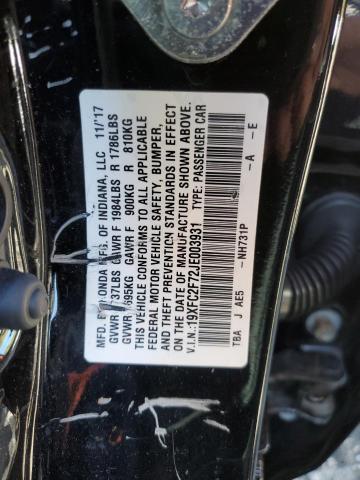 MFD. BY HONDA MFG. OF INDIANA, LLC 11/'17
GVWR 37LBS GAWR F 1984LBS R 1786LBS
GVWR 695KG GAWR F 900KG R 810KG
THIS VEHICLE CONFORMS TO ALL APPLICABLE
FEDERAL MOTOR VEHICLE SAFETY, BUMPER,
AND THEFT PREVENTION STANDARDS IN EFFECT
ON THE DATE OF MANUFACTURE SHOWN ABOVE.
V.I.N.: 19XFC2F72JE003931 TYPE: PASSENGER CAR
NH731P -A -E
TBA J AE5